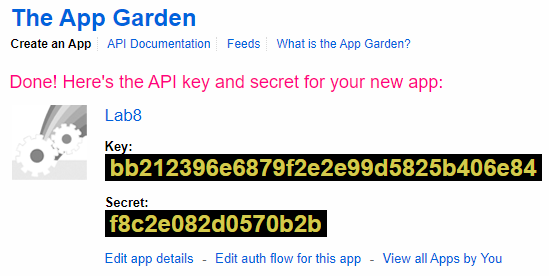 The App Garden
Create an App API Documentation Feeds What is the App Garden?
Done! Here's the API key and secret for your new app:
Lab8
Key:
bb212396e6879f2e2e99d5825b406e84
Secret:
f8c2e082d0570b2b
Edit app details - Edit auth flow for this app - View all Apps by You